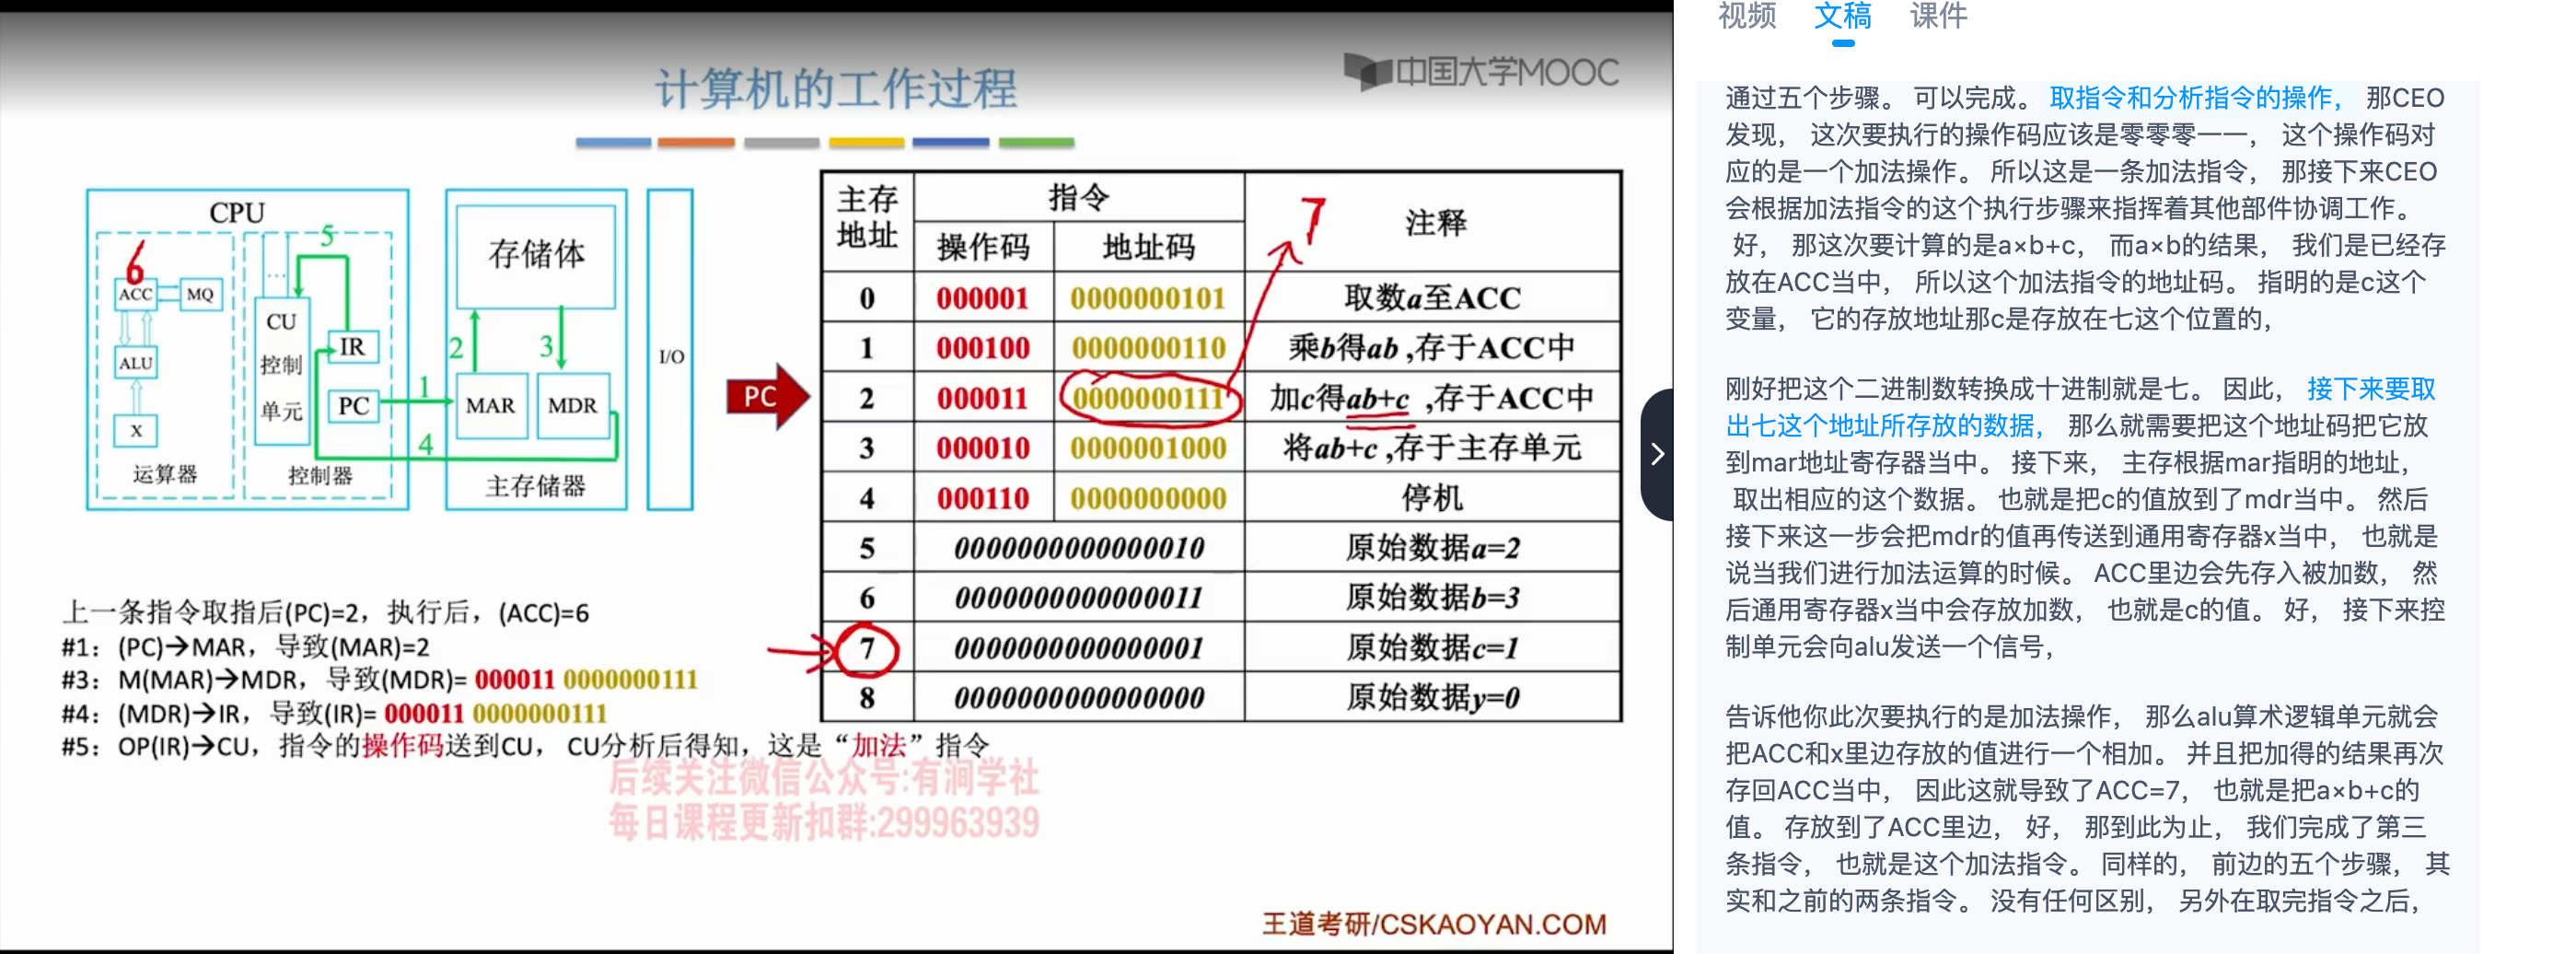 计算机的工作过程
中国大学MOOC
CPU
6
5
ACC
MQ
...
CU
控制
单元
IR
ALU
PC
X
运算器
控制器
1
4
存储体
2
3
MAR
MDR
主存储器
I/O
PC
主存地址
指令
7
注释
操作码
地址码
0
000001
0000000101
取数a至ACC
1
000100
0000000110
乘b得ab ,存于ACC中
2
000011
0000000111
加c得ab+c ,存于ACC中
3
000010
0000001000
将ab+c ,存于主存单元
4
000110
0000000000
停机
5
0000000000000010
原始数据a=2
6
0000000000000011
原始数据b=3
7
0000000000000001
原始数据c=1
8
0000000000000000
原始数据y=0
上一条指令取指后(PC)=2，执行后，(ACC)=6
#1：(PC)→MAR，导致(MAR)=2
#3：M(MAR)→MDR，导致(MDR)= 000011 0000000111
#4：(MDR)→IR，导致(IR)= 000011 0000000111
#5：OP(IR)→CU，指令的操作码送到CU，CU分析后得知，这是“加法”指令
后续关注微信公众号:有涧学社
每日课程更新扣群:299963939
王道考研/CSKAOYAN.COM
视频 文稿 课件
通过五个步骤。 可以完成。 取指令和分析指令的操作， 那CEO
发现， 这次要执行的操作码应该是零零零一一， 这个操作码对
应的是一个加法操作。 所以这是一条加法指令， 那接下来CEO
会根据加法指令的这个执行步骤来指挥着其他部件协调工作。
好， 那这次要计算的是a×b+c， 而a×b的结果， 我们是已经存
放在ACC当中， 所以这个加法指令的地址码。 指明的是c这个
变量， 它的存放地址那c是存放在七这个位置的，
刚好把这个二进制数转换成十进制就是七。 因此， 接下来要取
出七这个地址所存放的数据， 那么就需要把这个地址码把它放
到mar地址寄存器当中。 接下来， 主存根据mar指明的地址，
取出相应的这个数据。 也就是把c的值放到了mdr当中。 然后
接下来这一步会把mdr的值再传送到通用寄存器x当中， 也就是
说当我们进行加法运算的时候。 ACC里边会先存入被加数， 然
后通用寄存器x当中会存放加数， 也就是c的值。 好， 接下来控
制单元会向alu发送一个信号，
告诉他你此次要执行的是加法操作， 那么alu算术逻辑单元就会
把ACC和x里边存放的值进行一个相加。 并且把加得的结果再次
存回ACC当中， 因此这就导致了ACC=7， 也就是把a×b+c的
值。 存放到了ACC里边， 好， 那到此为止， 我们完成了第三
条指令， 也就是这个加法指令。 同样的， 前边的五个步骤， 其
实和之前的两条指令。 没有任何区别， 另外在取完指令之后，